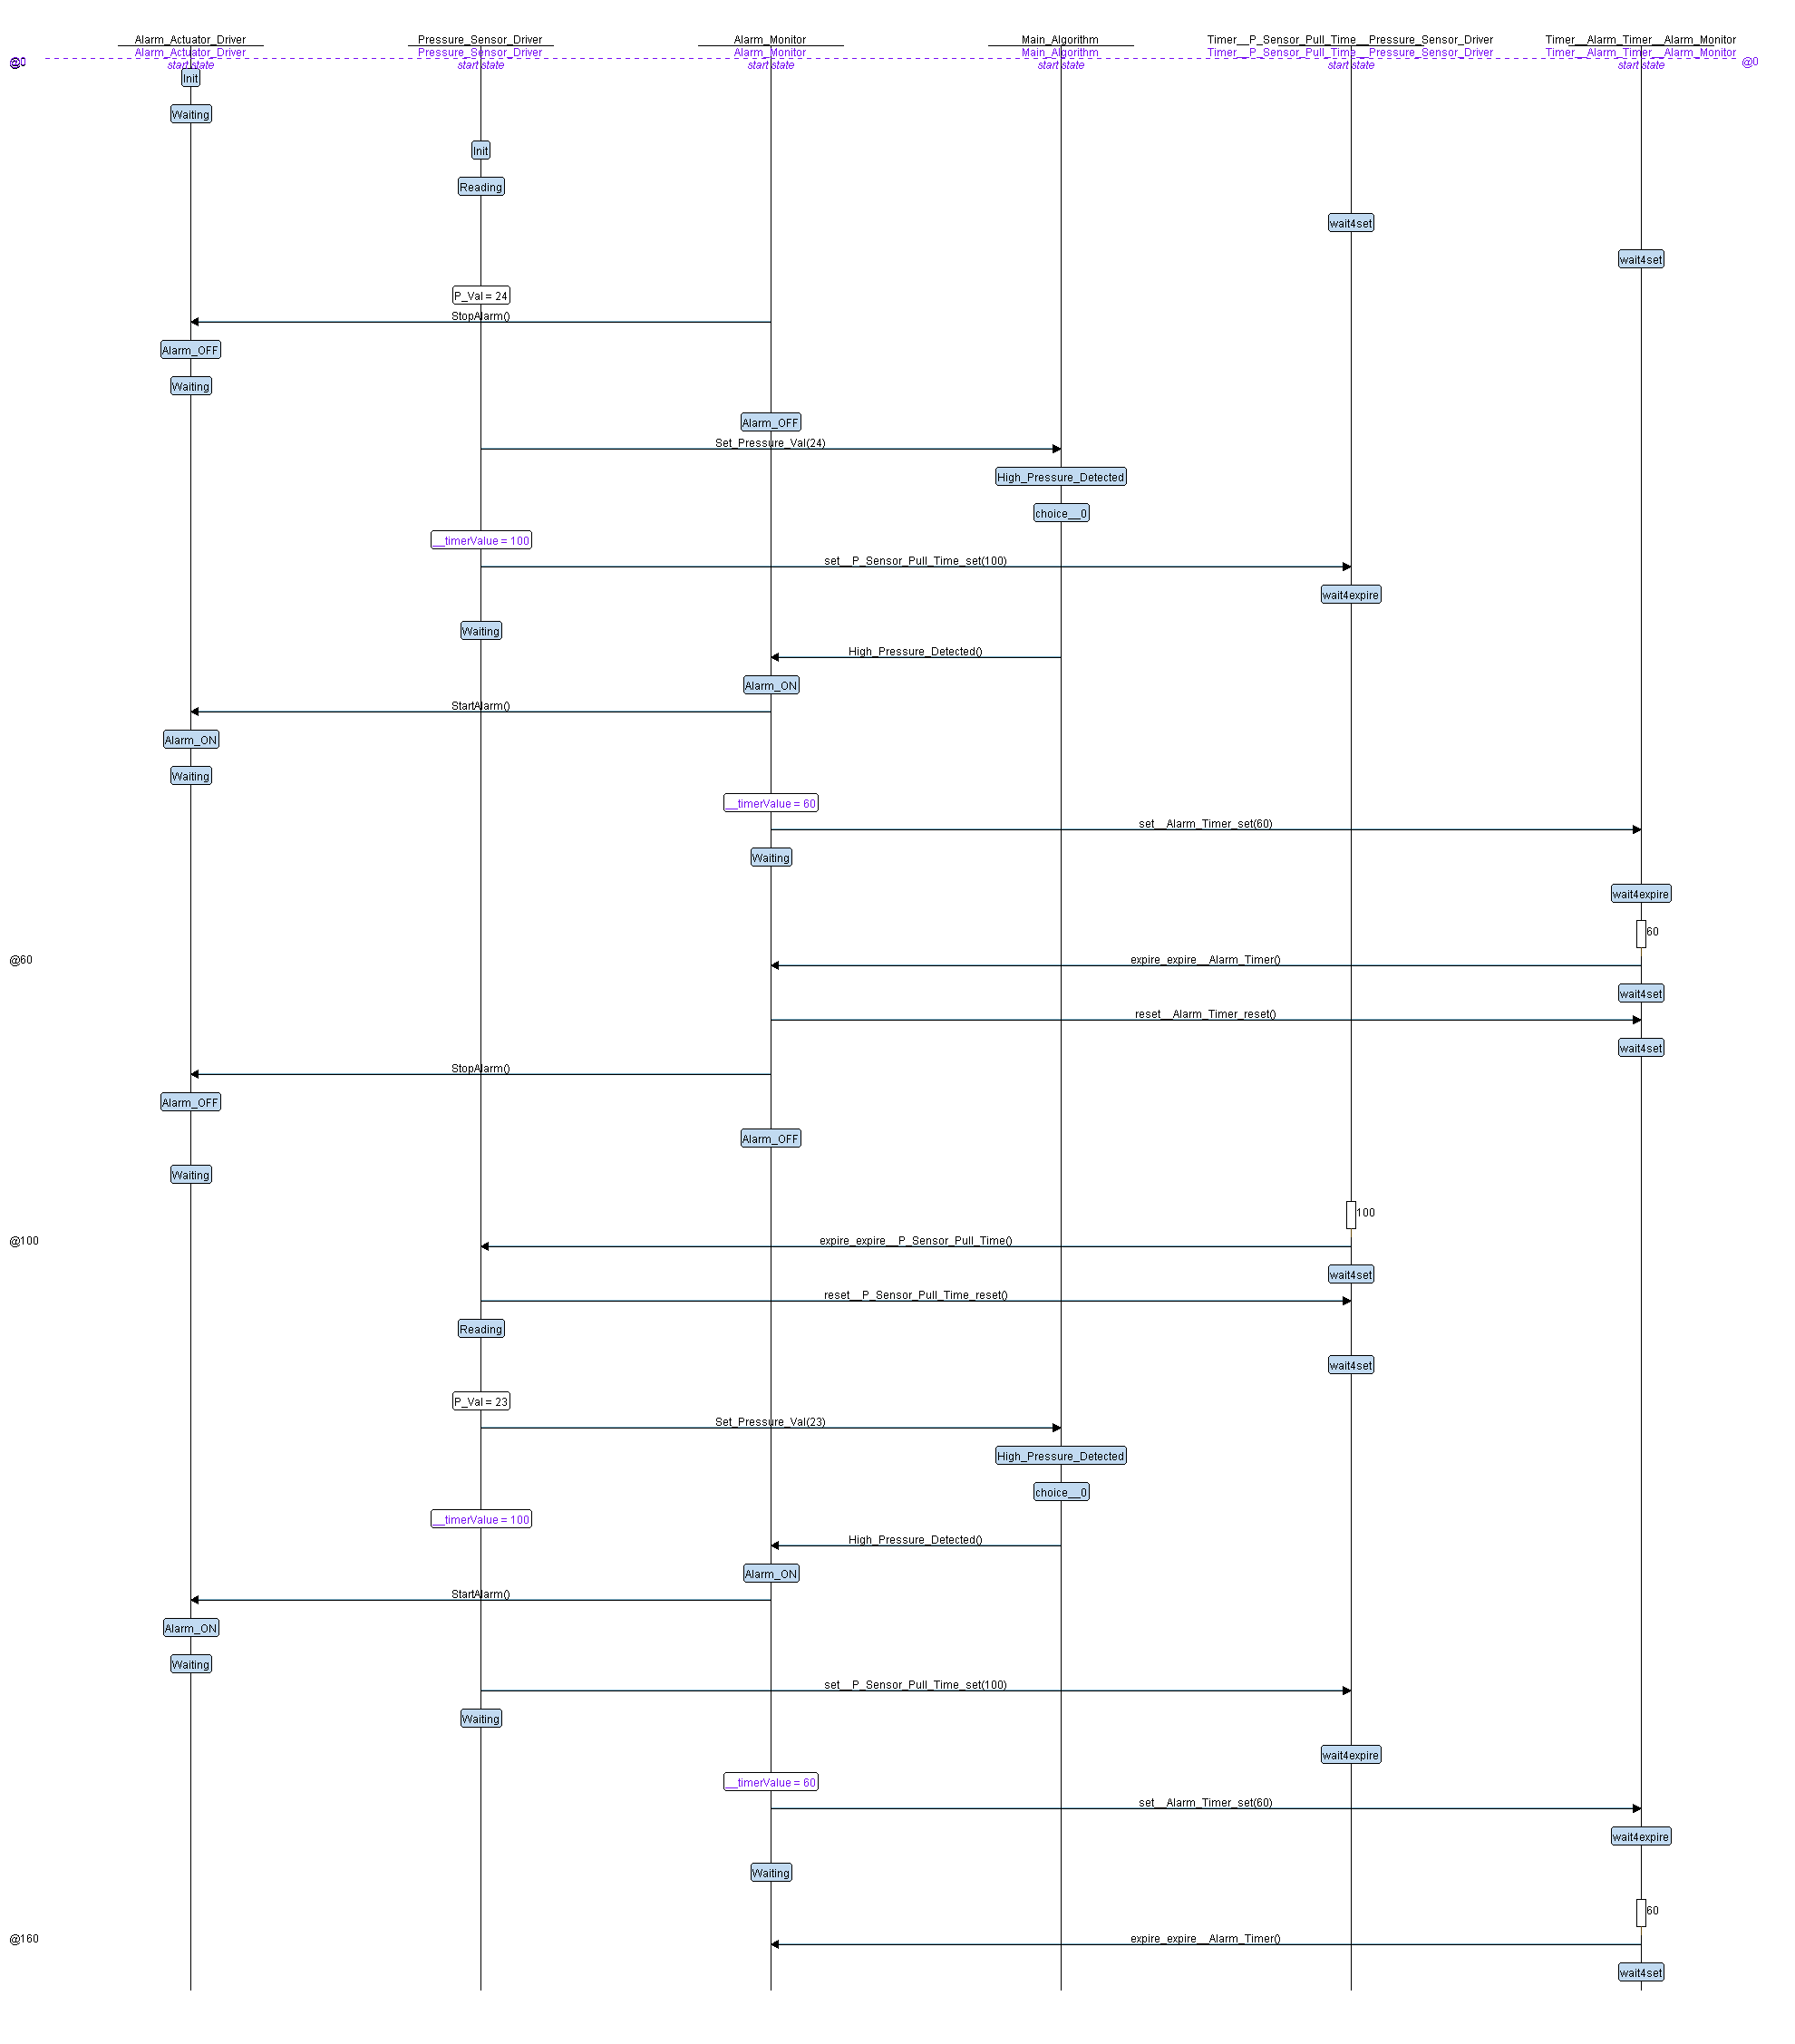 Alarm_Actuator_Driver Pressure_Sensor_Driver Alarm_Monitor Main_Algorithm Timer__P_Sensor_Pull_Time__Pressure_Sensor_Driver Timer__Alarm_Timer__Alarm_Monitor
Alarm_Actuator_Driver Pressure_Sensor_Driver Alarm_Monitor Main_Algorithm Timer__P_Sensor_Pull_Time__Pressure_Sensor_Driver Timer__Alarm_Timer__Alarm_Monitor
@0 @0
start state start state start state start state start state start state
Init
Waiting
Init
Reading
wait4set
wait4set
P_Val = 24
StopAlarm()
Alarm_OFF
Waiting
Alarm_OFF
Set_Pressure_Val(24)
High_Pressure_Detected
choice__0
__timerValue = 100
set__P_Sensor_Pull_Time_set(100)
wait4expire
Waiting
High_Pressure_Detected()
Alarm_ON
StartAlarm()
Alarm_ON
Waiting
__timerValue = 60
set__Alarm_Timer_set(60)
Waiting
wait4expire
60
@60
expire_expire__Alarm_Timer()
wait4set
reset__Alarm_Timer_reset()
wait4set
StopAlarm()
Alarm_OFF
Alarm_OFF
Waiting
100
@100
expire_expire__P_Sensor_Pull_Time()
wait4set
reset__P_Sensor_Pull_Time_reset()
Reading
wait4set
P_Val = 23
Set_Pressure_Val(23)
High_Pressure_Detected
choice__0
__timerValue = 100
High_Pressure_Detected()
Alarm_ON
StartAlarm()
Alarm_ON
Waiting
set__P_Sensor_Pull_Time_set(100)
Waiting
wait4expire
__timerValue = 60
set__Alarm_Timer_set(60)
wait4expire
Waiting
60
@160
expire_expire__Alarm_Timer()
wait4set